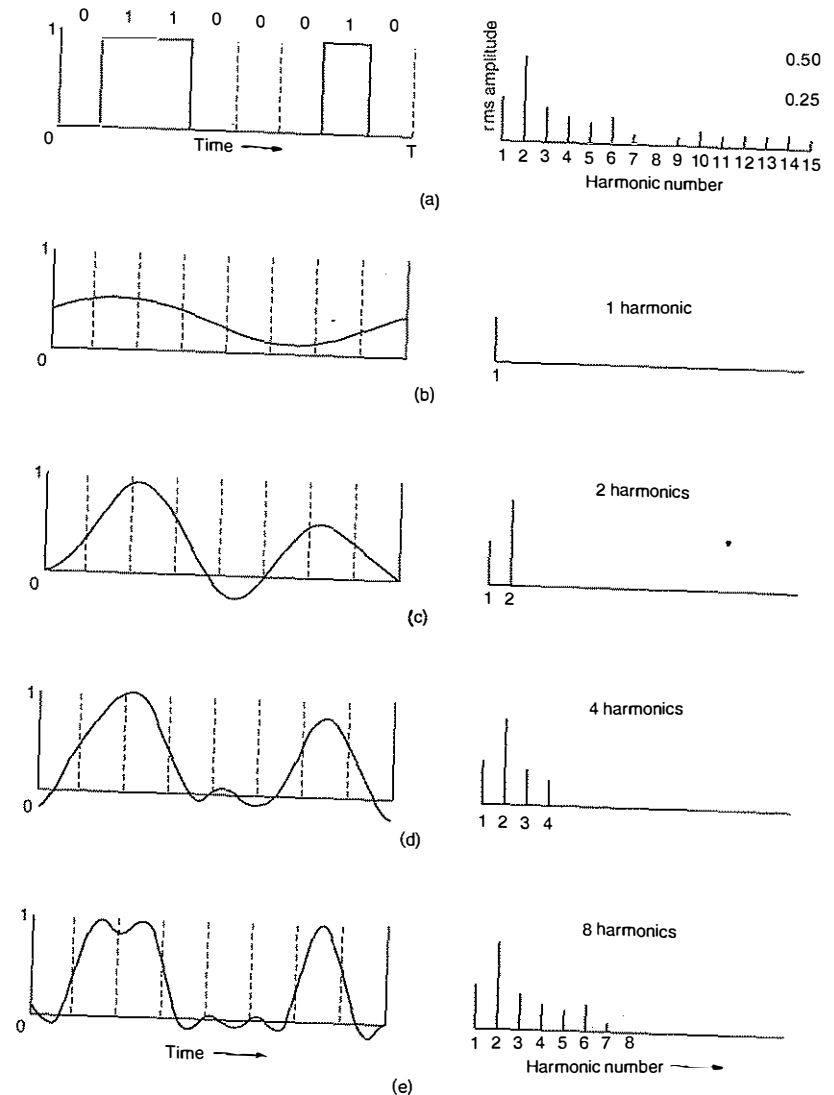 0 1 1 0 0 0 1 0
1
0
Time
T
rms amplitude
0.50
0.25
1 2 3 4 5 6 7 8 9 10 11 12 13 14 15
Harmonic number
(a)
1
0
1 harmonic
1
(b)
1
0
2 harmonics
1 2
(c)
1
0
4 harmonics
1 2 3 4
(d)
1
0
Time
8 harmonics
1 2 3 4 5 6 7 8
Harmonic number
(e)